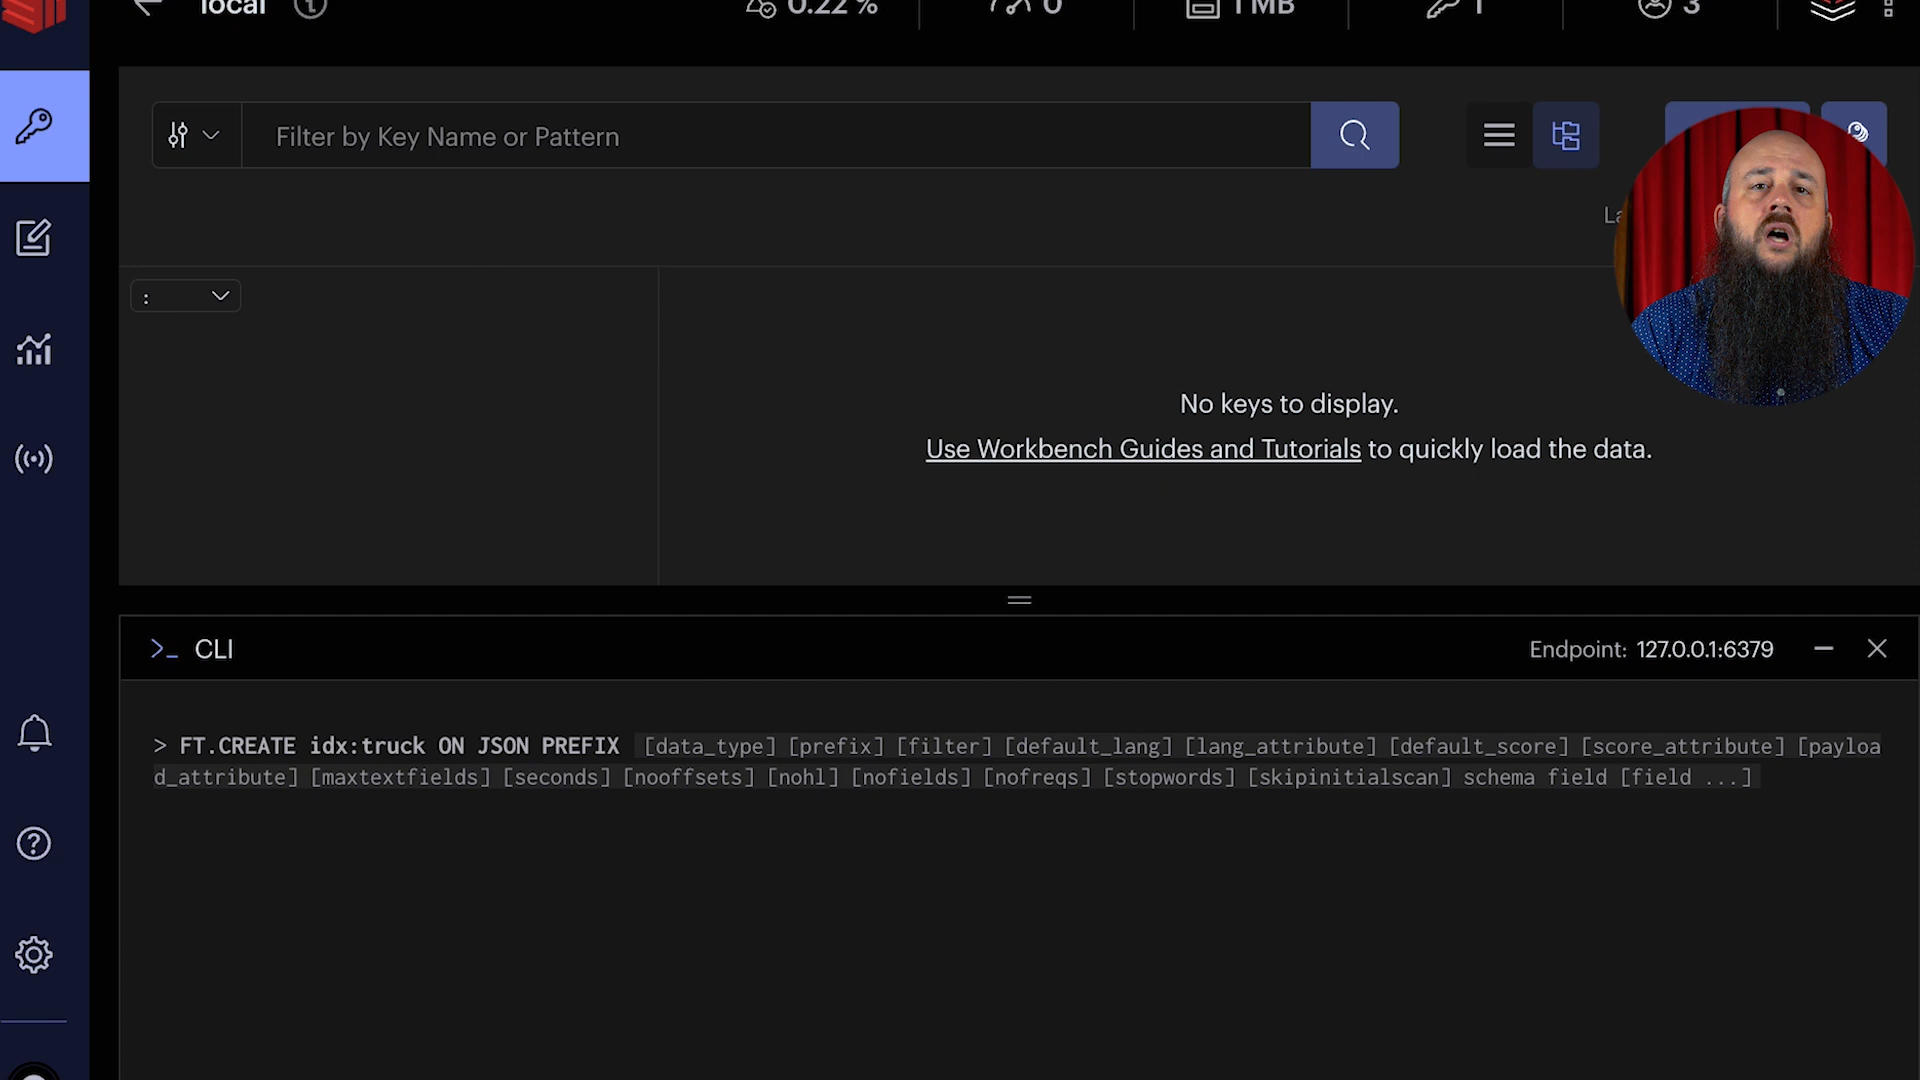 local
0.22 %
0
1 MB
1
3
Filter by Key Name or Pattern
La
:
No keys to display.
Use Workbench Guides and Tutorials to quickly load the data.
>_ CLI
Endpoint: 127.0.0.1:6379
> FT.CREATE idx:truck ON JSON PREFIX [data_type] [prefix] [filter] [default_lang] [lang_attribute] [default_score] [score_attribute] [payloa
d_attribute] [maxtextfields] [seconds] [nooffsets] [nohl] [nofields] [nofreqs] [stopwords] [skipinitialscan] schema field [field ...]